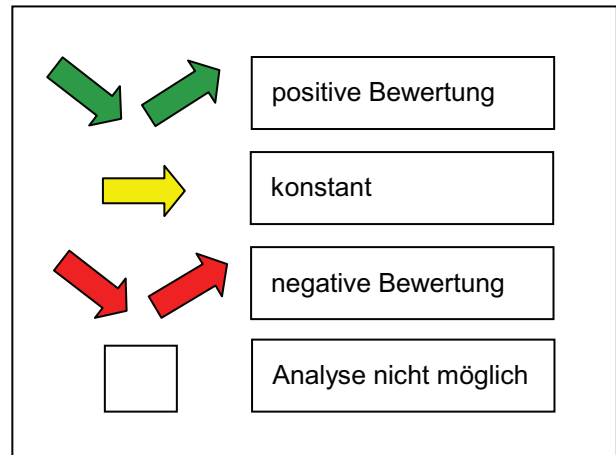 positive Bewertung
konstant
negative Bewertung
Analyse nicht möglich